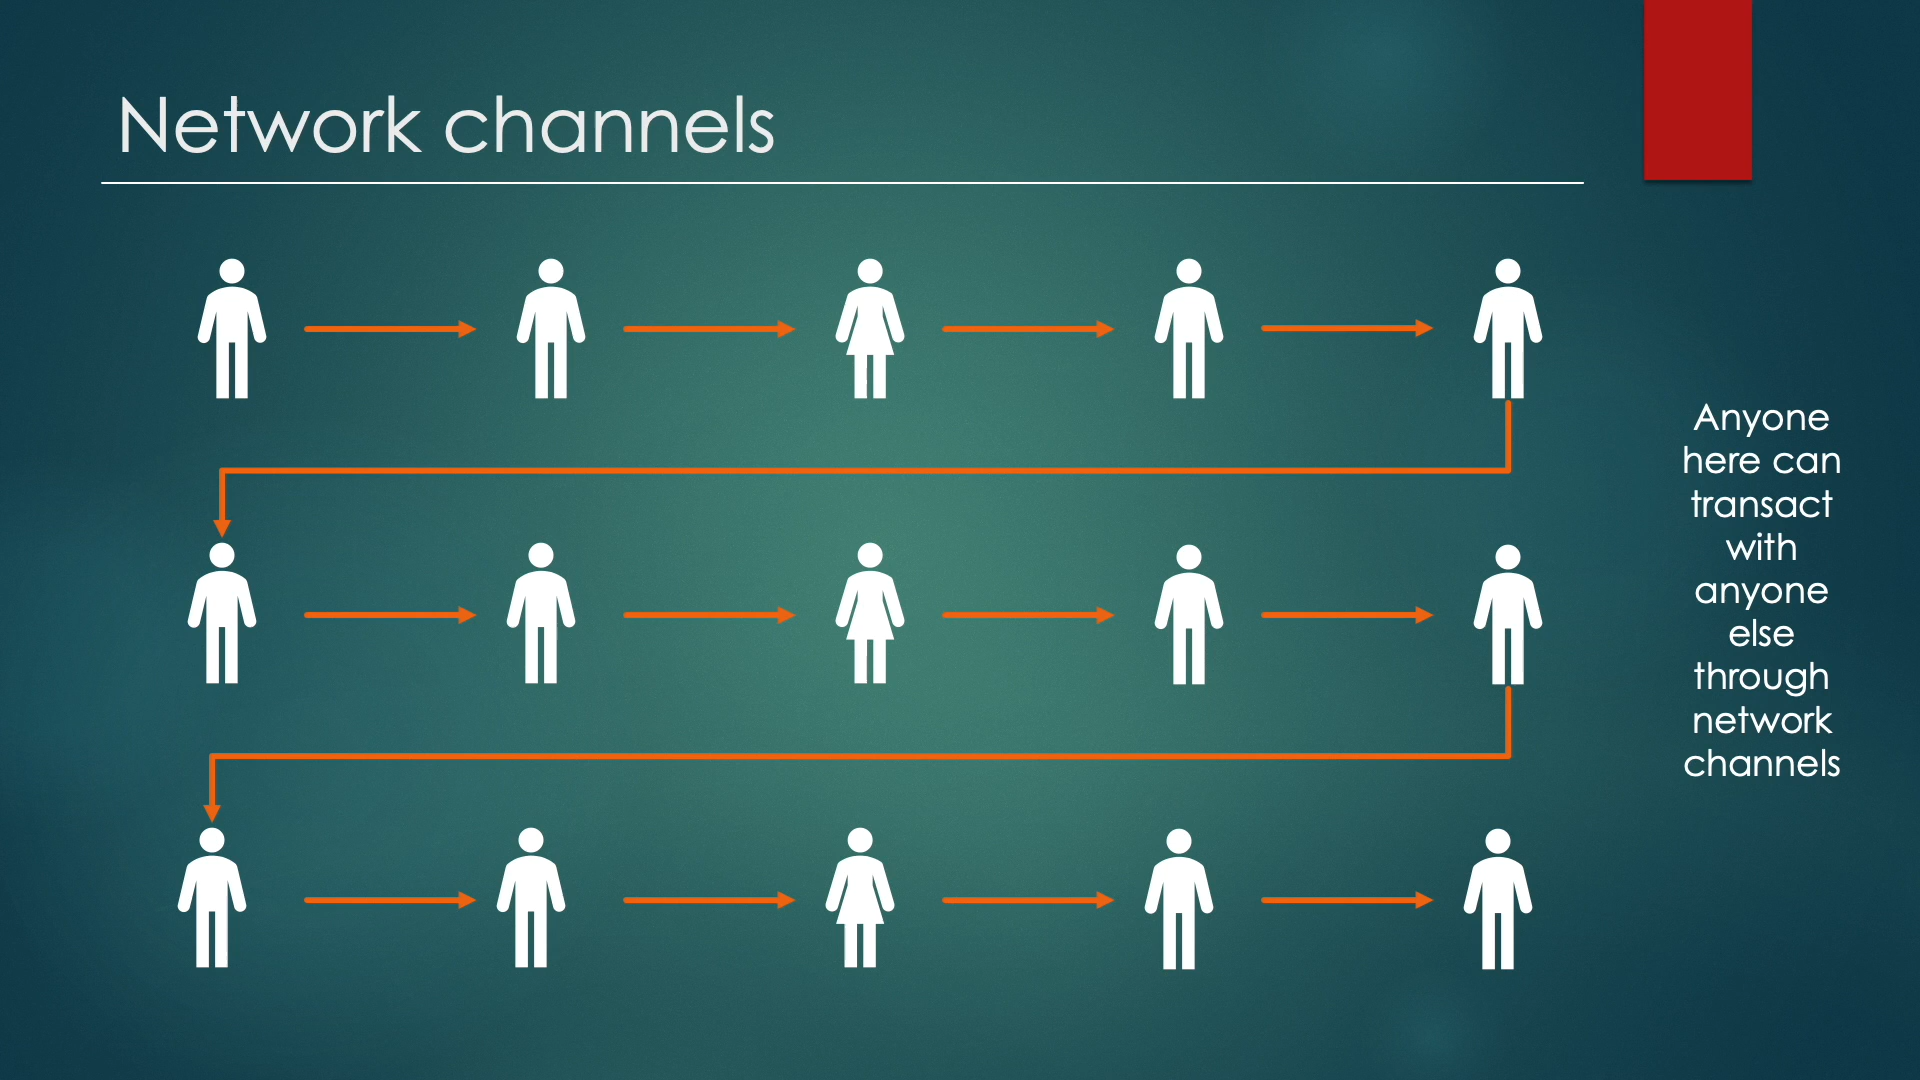 Network channels
Anyone
here can
transact
with
anyone
else
through
network
channels